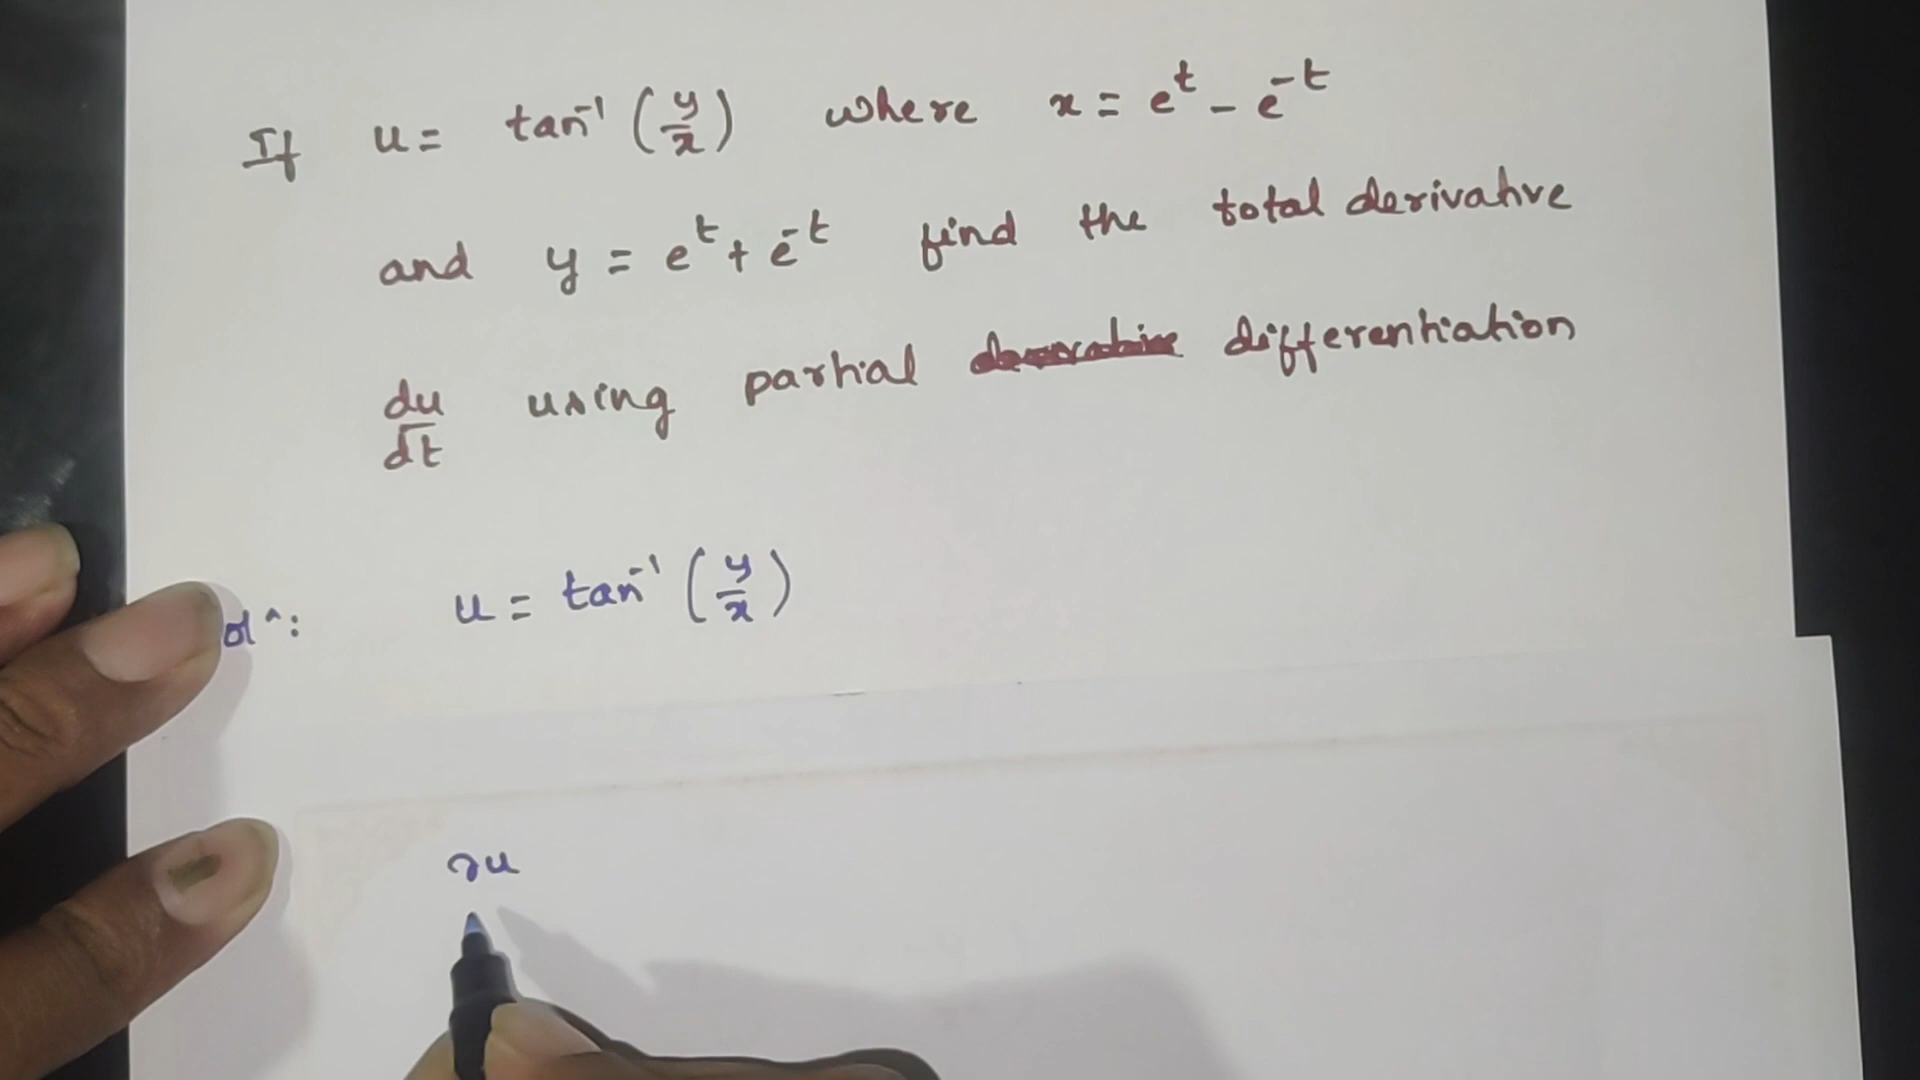 If u = tan⁻¹ (y/x) where x = eᵗ - e⁻ᵗ
and y = eᵗ + e⁻ᵗ find the total derivative
du/dt using partial differentiation
u = tan⁻¹ (y/x)
∂u